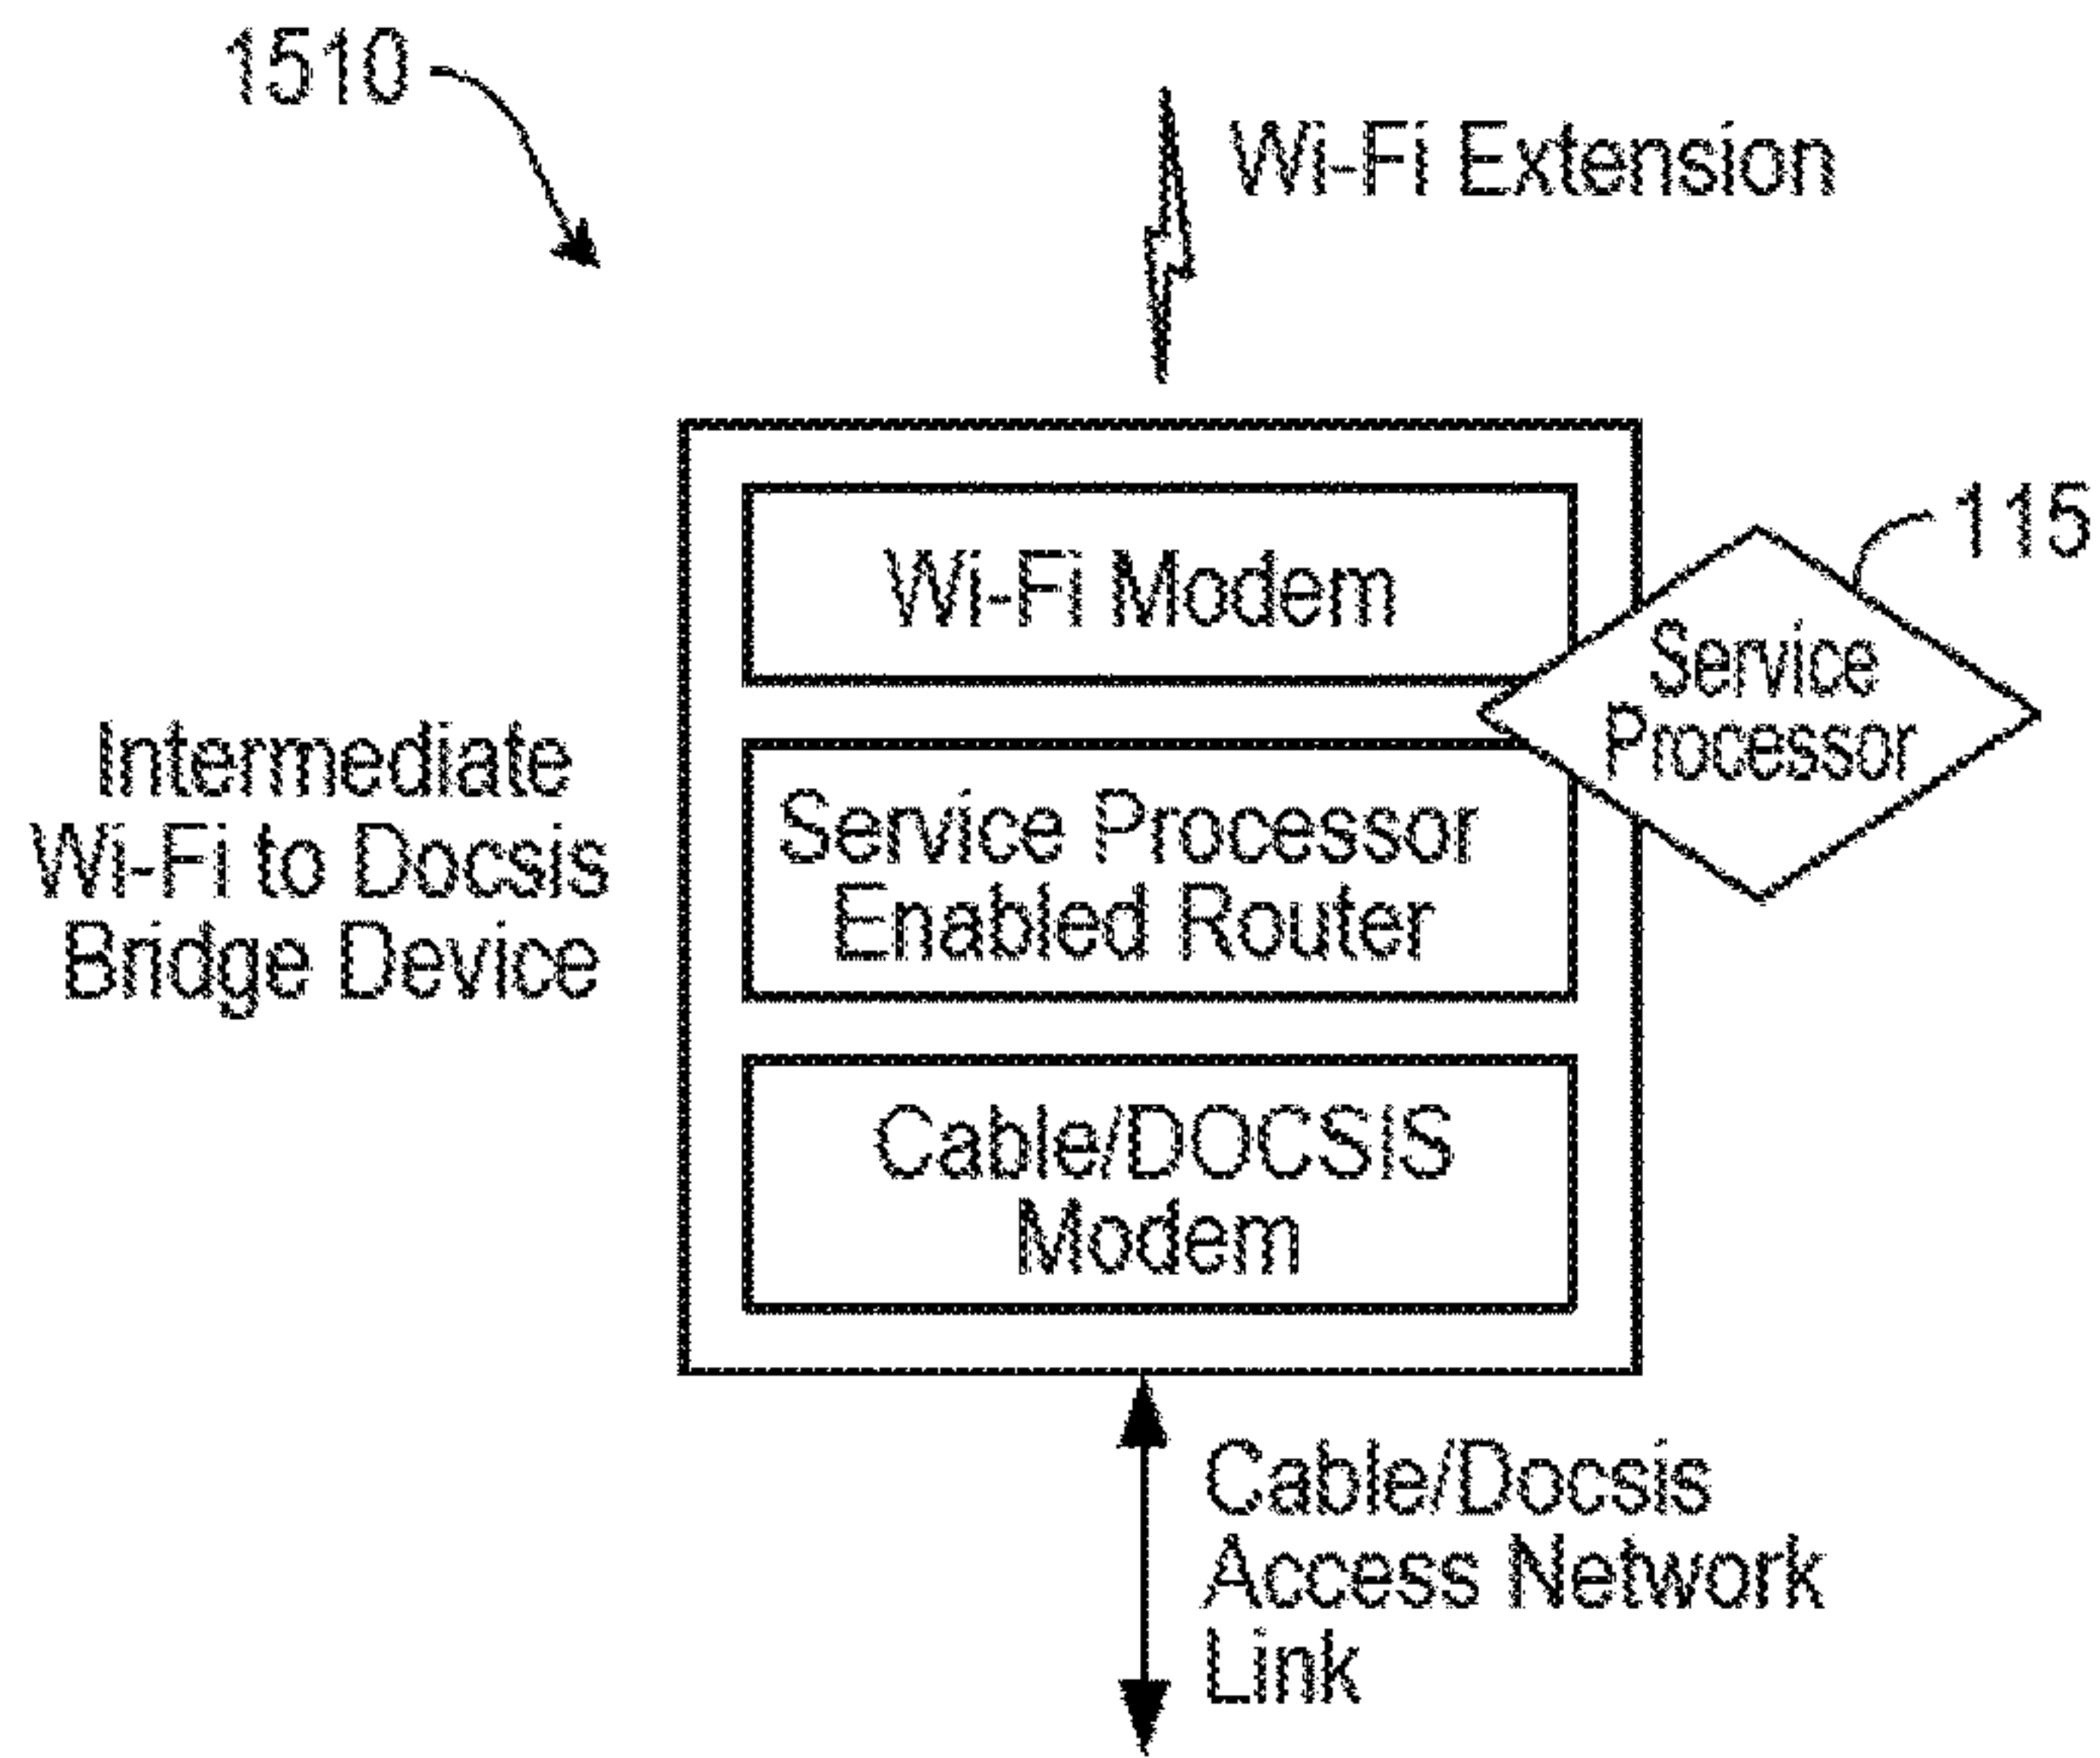 1510
Wi-Fi Extension
Wi-Fi Modem
115
Service
Processor
Intermediate
Wi-Fi to Docsis
Bridge Device
Service Processor
Enabled Router
Cable/DOCSIS
Modem
Cable/Docsis
Access Network
Link